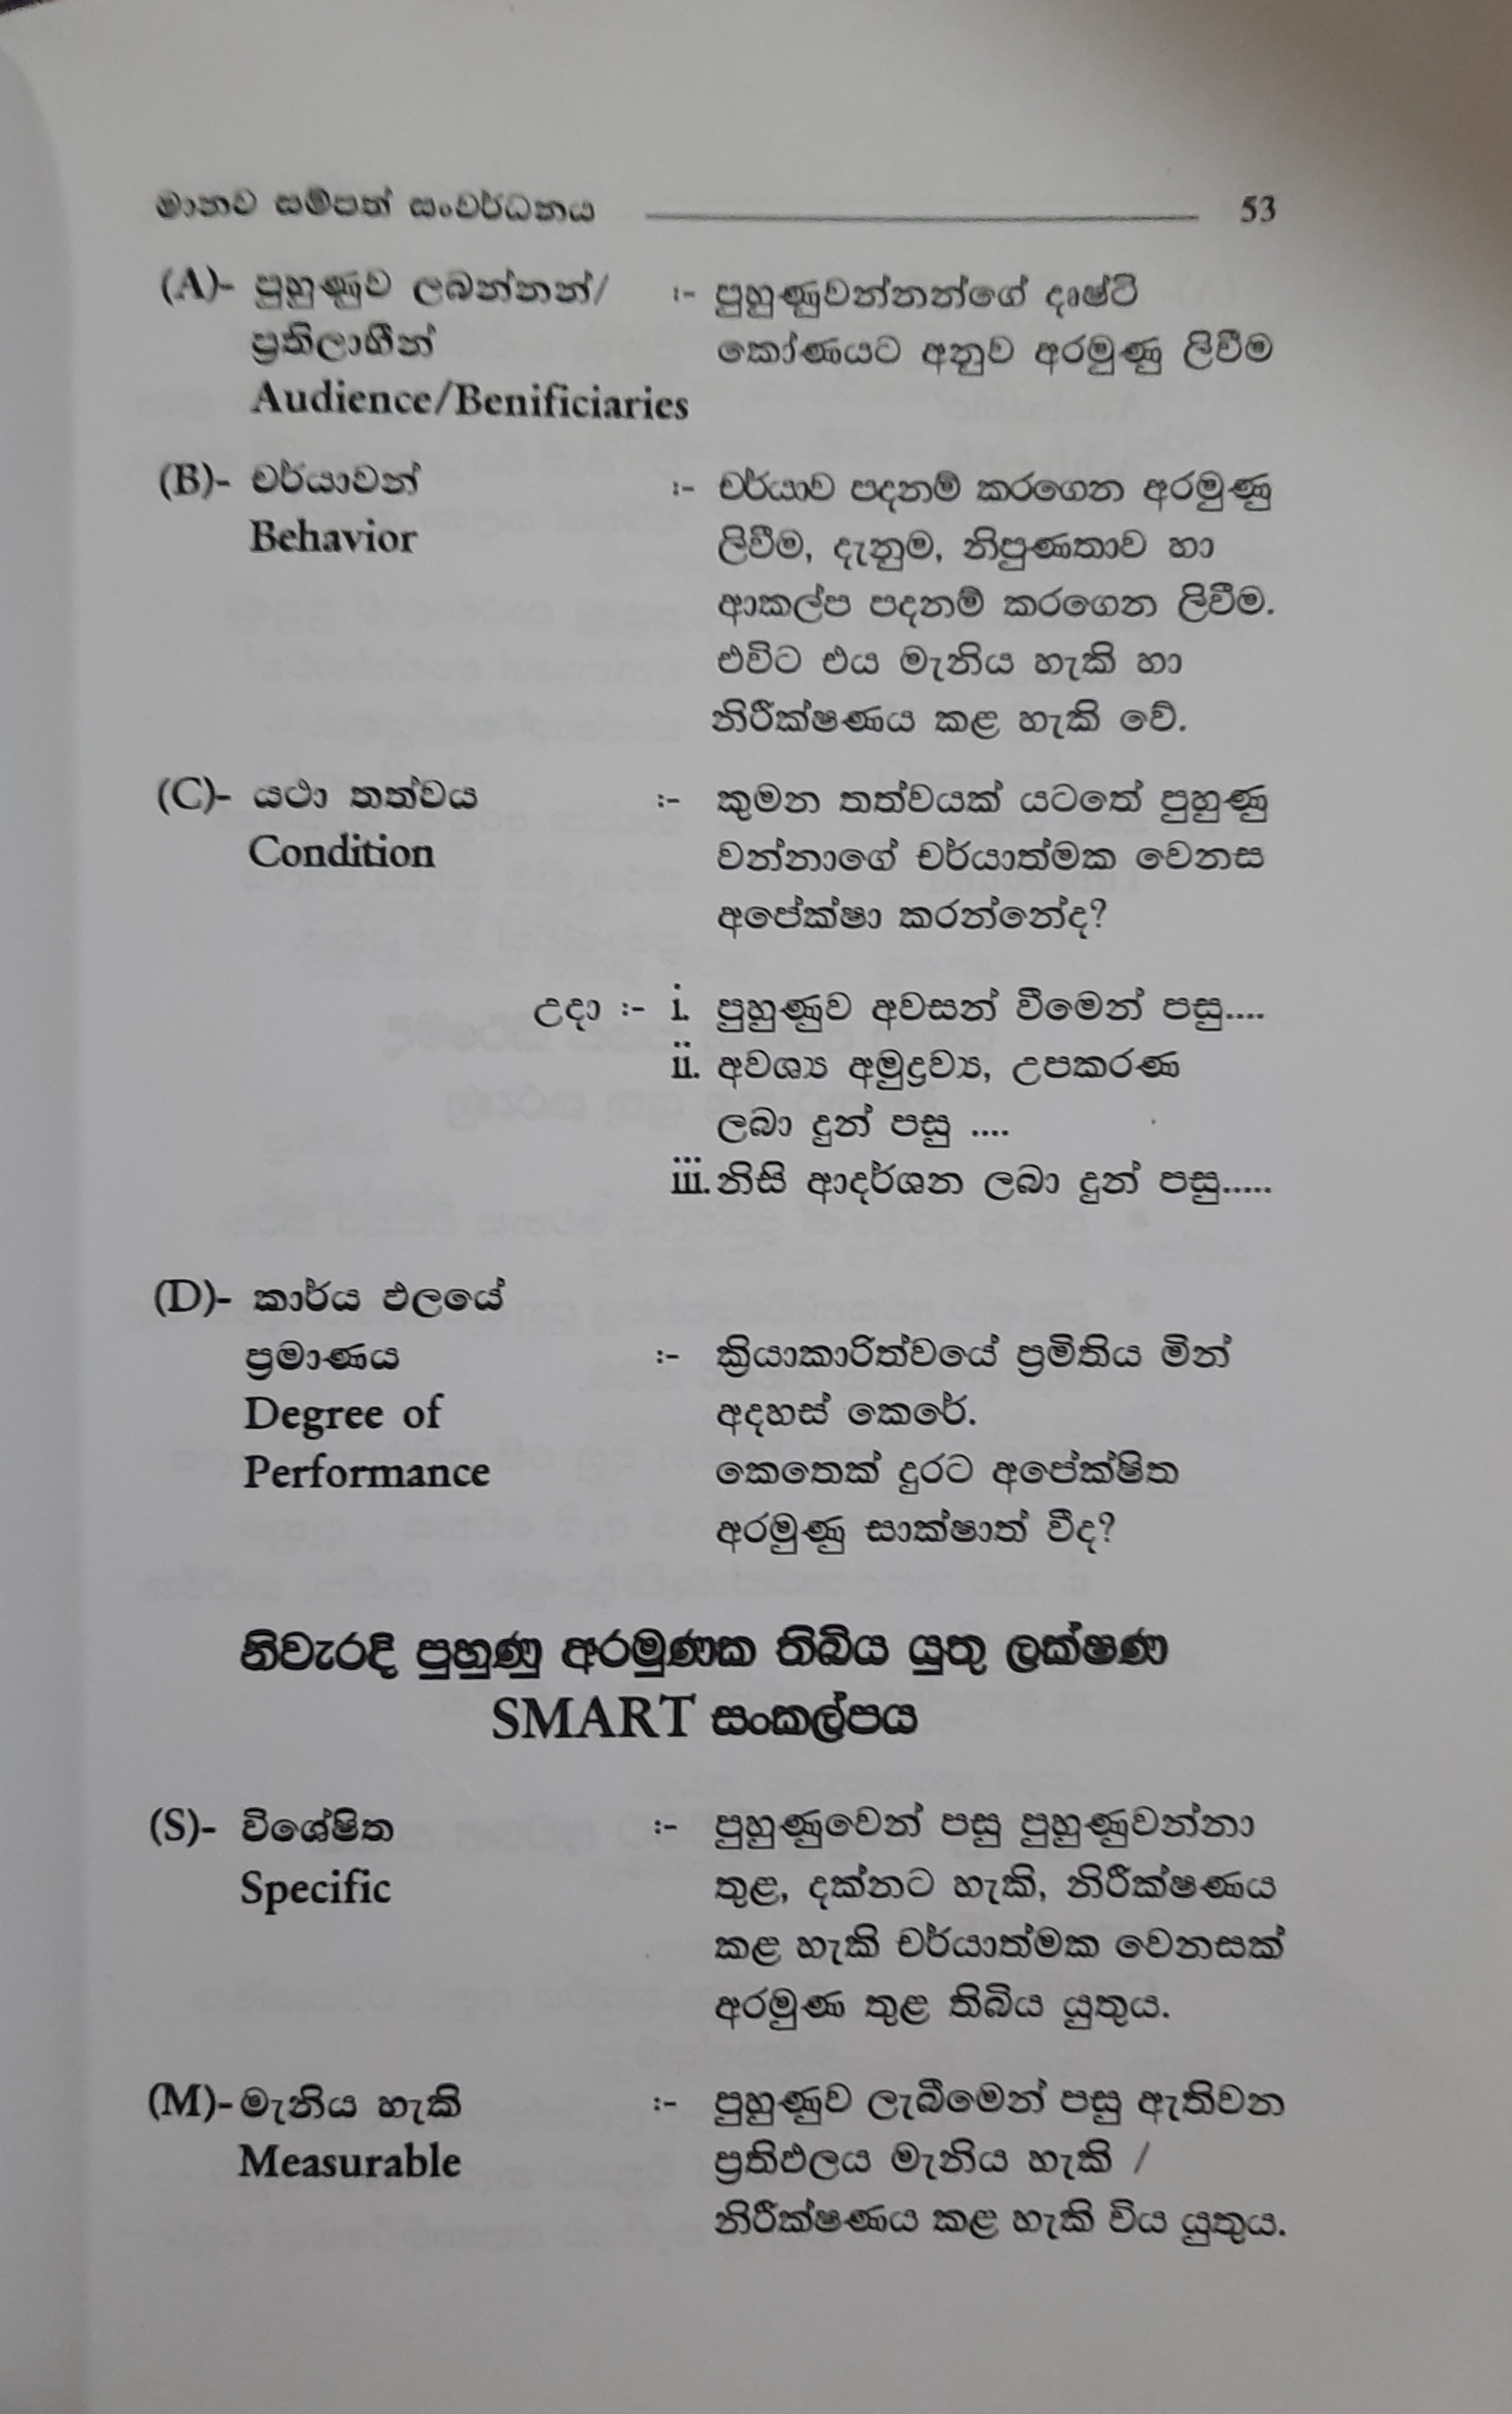 මානව සම්පත් සංවර්ධනය 53
(A)- පුහුණුව ලබන්නන්/ :- පුහුණුවන්නන්ගේ දෘෂ්ටි
ප්‍රතිලාභීන් කෝණයට අනුව අරමුණු ලිවීම
Audience/Benificiaries
(B)- චර්යාවන් :- චර්යාව පදනම් කරගෙන අරමුණු
Behavior ලිවීම, දැනුම, නිපුණතාව හා
ආකල්ප පදනම් කරගෙන ලිවීම.
එවිට එය මැනිය හැකි හා
නිරීක්ෂණය කළ හැකි වේ.
(C)- යථා තත්වය :- කුමන තත්වයක් යටතේ පුහුණු
Condition වන්නාගේ චර්යාත්මක වෙනස
අපේක්ෂා කරන්නේද?
උදා :- i. පුහුණුව අවසන් වීමෙන් පසු....
ii. අවශ්‍ය අමුද්‍රව්‍ය, උපකරණ
ලබා දුන් පසු ....
iii. නිසි ආදර්ශන ලබා දුන් පසු.....
(D)- කාර්ය ඵලයේ
ප්‍රමාණය :- ක්‍රියාකාරිත්වයේ ප්‍රමිතිය මින්
Degree of අදහස් කෙරේ.
Performance කෙතෙක් දුරට අපේක්ෂිත
අරමුණු සාක්ෂාත් වීද?
නිවැරදි පුහුණු අරමුණක තිබිය යුතු ලක්ෂණ
SMART සංකල්පය
(S)- විශේෂිත :- පුහුණුවෙන් පසු පුහුණුවන්නා
Specific තුළ, දක්නට හැකි, නිරීක්ෂණය
කළ හැකි චර්යාත්මක වෙනසක්
අරමුණ තුළ තිබිය යුතුය.
(M)- මැනිය හැකි :- පුහුණුව ලැබීමෙන් පසු ඇතිවන
Measurable ප්‍රතිඵලය මැනිය හැකි /
නිරීක්ෂණය කළ හැකි විය යුතුය.